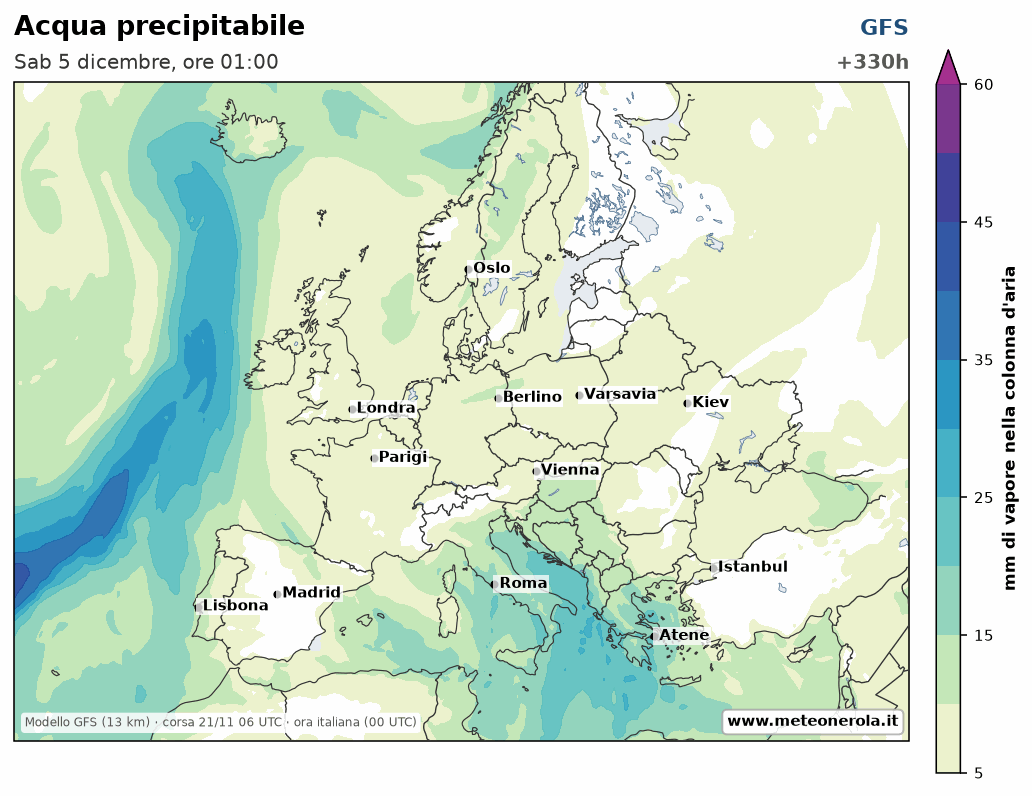 Acqua precipitabile
GFS
Sab 5 dicembre, ore 01:00
+330h
60
45
35
25
15
5
mm di vapore nella colonna d'aria
Oslo
Londra
Berlino
Varsavia
Kiev
Parigi
Vienna
Lisbona
Madrid
Roma
Istanbul
Atene
Modello GFS (13 km) · corsa 21/11 06 UTC · ora italiana (00 UTC)
www.meteonerola.it